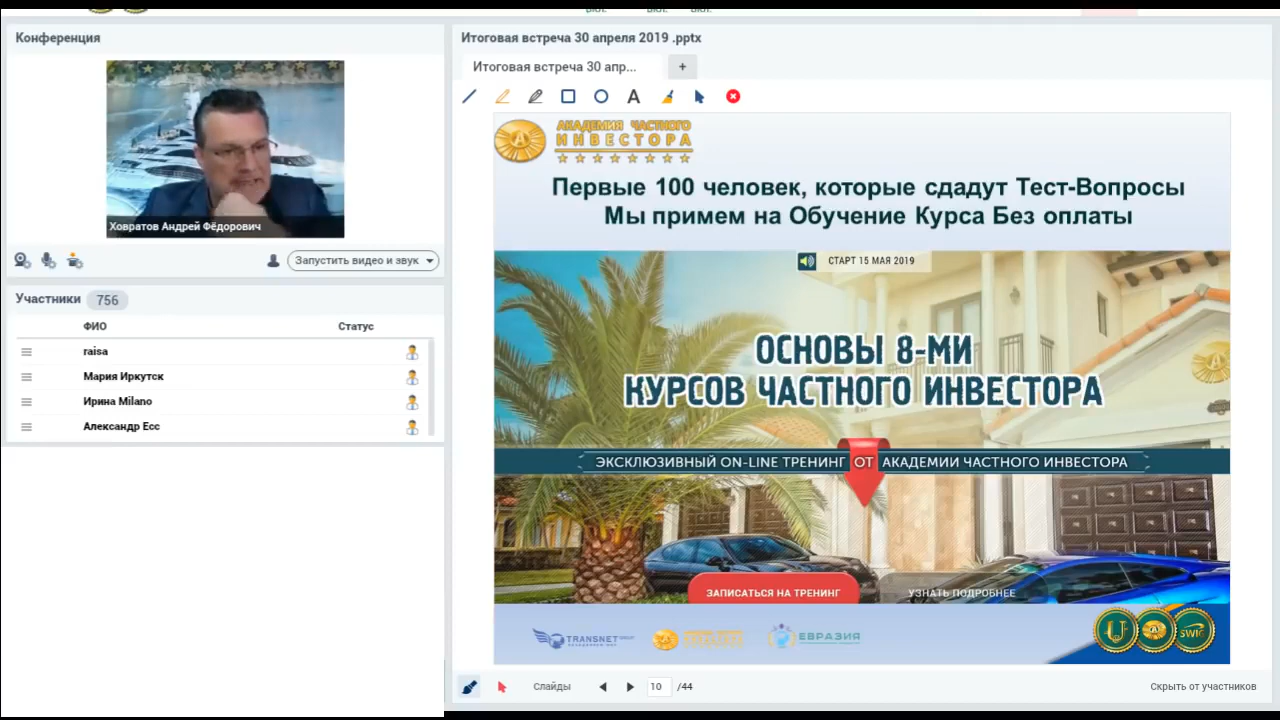 Конференция
Ховратов Андрей Фёдорович
Запустить видео и звук
Участники 756
ФИО Статус
raisa
Мария Иркутск
Ирина Milano
Александр Есс
Итоговая встреча 30 апреля 2019 .pptx
Итоговая встреча 30 апр... +
A
АКАДЕМИЯ ЧАСТНОГО
ИНВЕСТОРА
Первые 100 человек, которые сдадут Тест-Вопросы
Мы примем на Обучение Курса Без оплаты
СТАРТ 15 МАЯ 2019
ОСНОВЫ 8-МИ
КУРСОВ ЧАСТНОГО ИНВЕСТОРА
ЭКСКЛЮЗИВНЫЙ ON-LINE ТРЕНИНГ ОТ АКАДЕМИИ ЧАСТНОГО ИНВЕСТОРА
ЗАПИСАТЬСЯ НА ТРЕНИНГ
УЗНАТЬ ПОДРОБНЕЕ
TRANSNET
ЕВРАЗИЯ
U
SWIG
Слайды 10 /44
Скрыть от участников